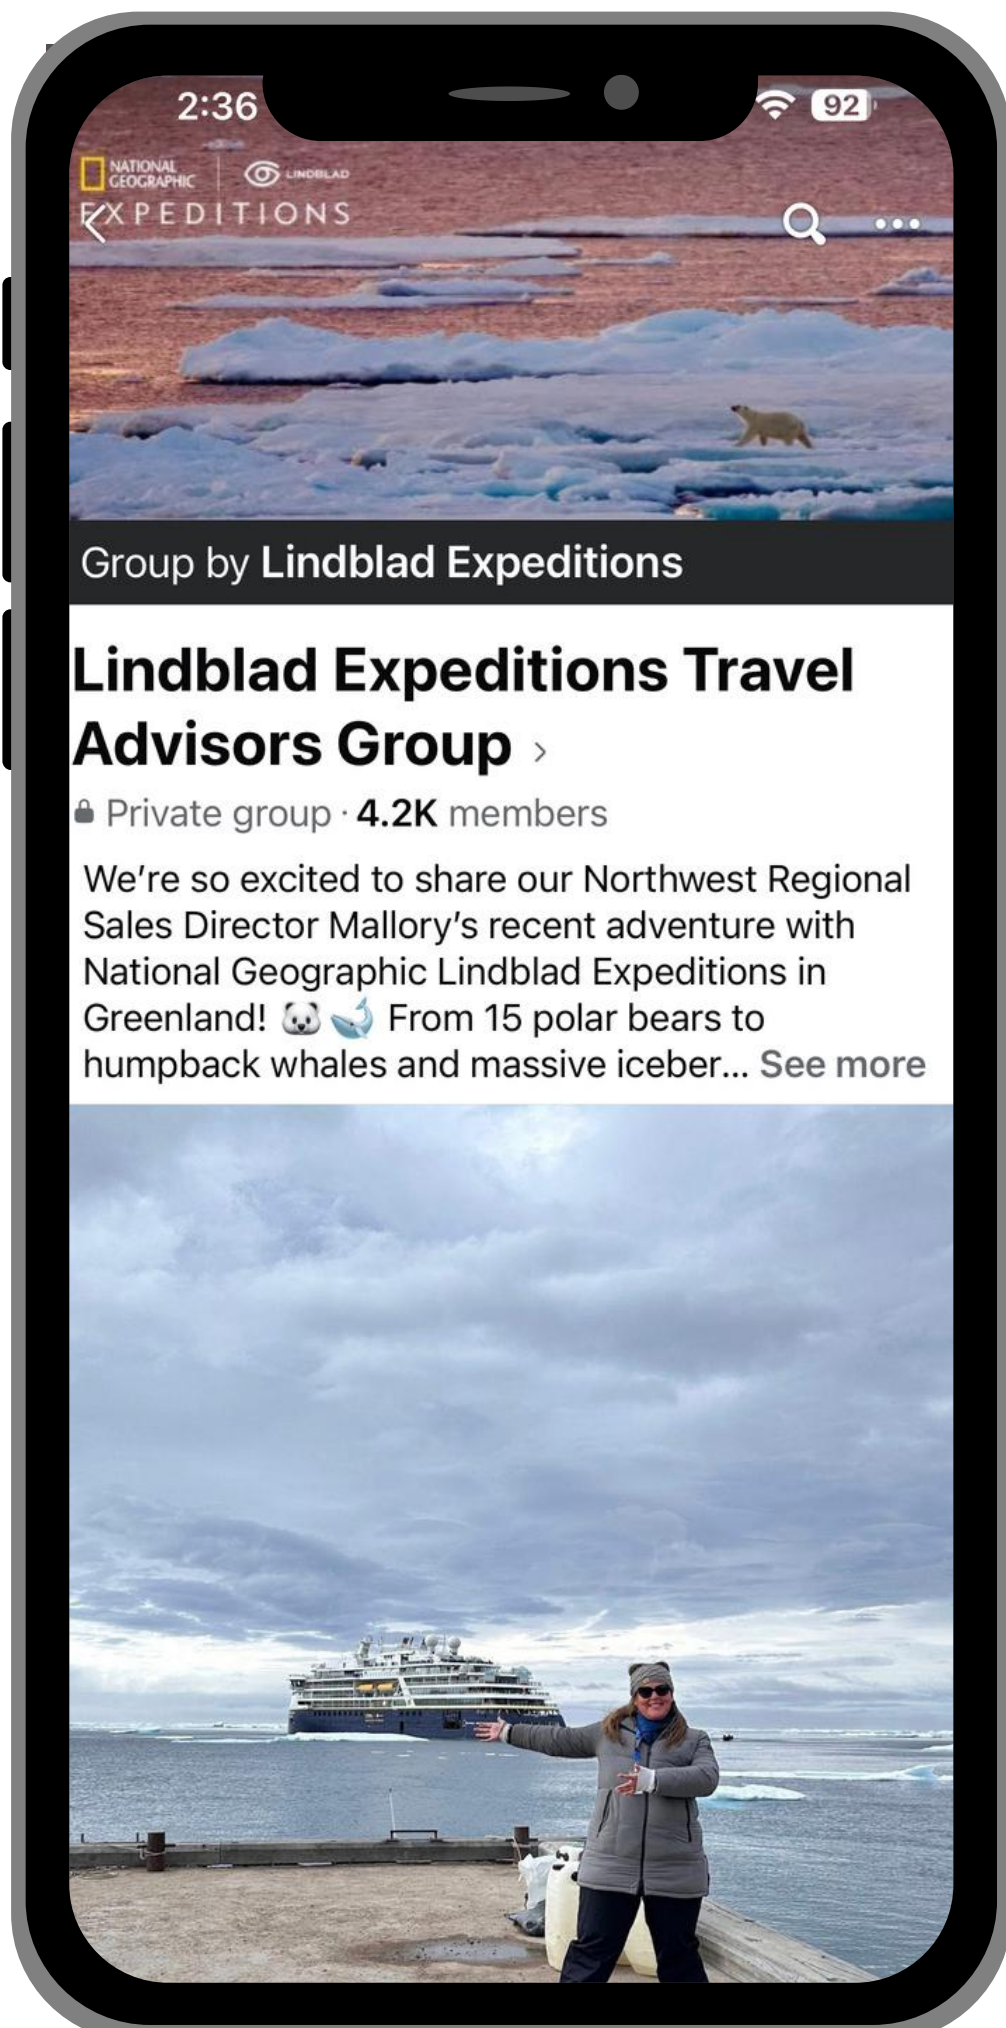 2:36
92
NATIONAL
GEOGRAPHIC
LINDBLAD
EXPEDITIONS
Group by Lindblad Expeditions
Lindblad Expeditions Travel
Advisors Group
Private group · 4.2K members
We’re so excited to share our Northwest Regional
Sales Director Mallory’s recent adventure with
National Geographic Lindblad Expeditions in
Greenland! 🐻‍❄️ 🐋 From 15 polar bears to
humpback whales and massive iceber... See more